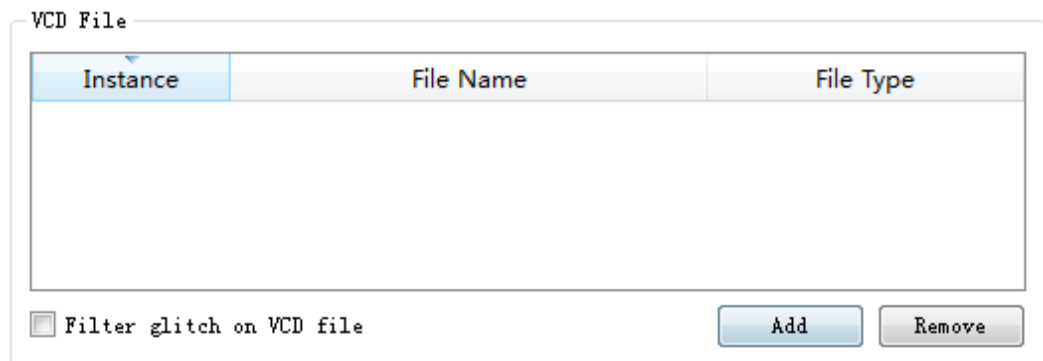 VCD File
Instance File Name File Type
Filter glitch on VCD file Add Remove